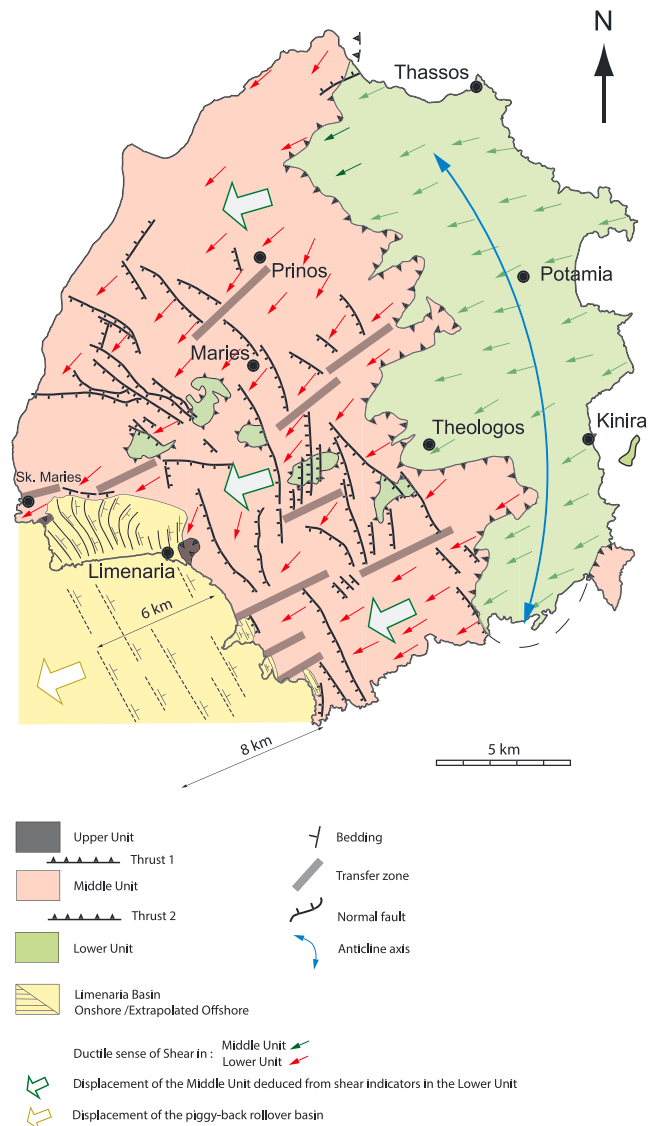 N
Thassos
Prinos
Potamia
Maries
Kinira
Theologos
Sk. Maries
Limenaria
6 km
8 km
5 km
Upper Unit
Thrust 1
Middle Unit
Thrust 2
Lower Unit
Limenaria Basin
Onshore /Extrapolated Offshore
Bedding
Transfer zone
Normal fault
Anticline axis
Ductile sense of Shear in : Middle Unit
Lower Unit
Displacement of the Middle Unit deduced from shear indicators in the Lower Unit
Displacement of the piggy-back rollover basin